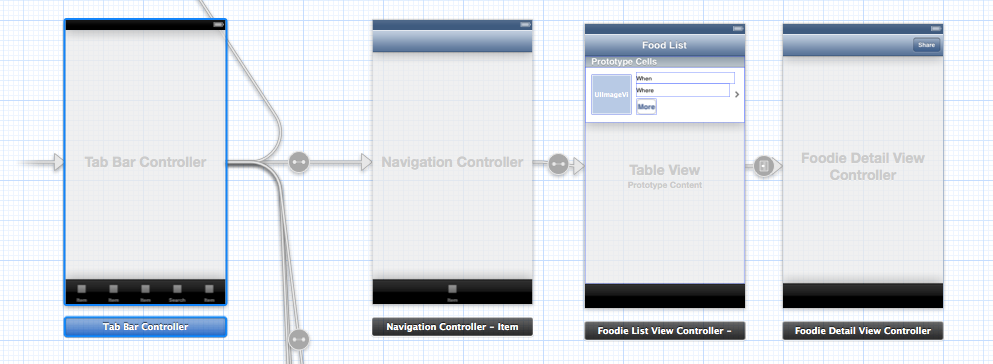 Tab Bar Controller
Item
Item
Item
Search
Item
Tab Bar Controller
Navigation Controller
Item
Navigation Controller - Item
Food List
Prototype Cells
UIImageVi
When
Where
More
Table View
Prototype Content
Foodie List View Controller -
Share
Foodie Detail View
Controller
Foodie Detail View Controller